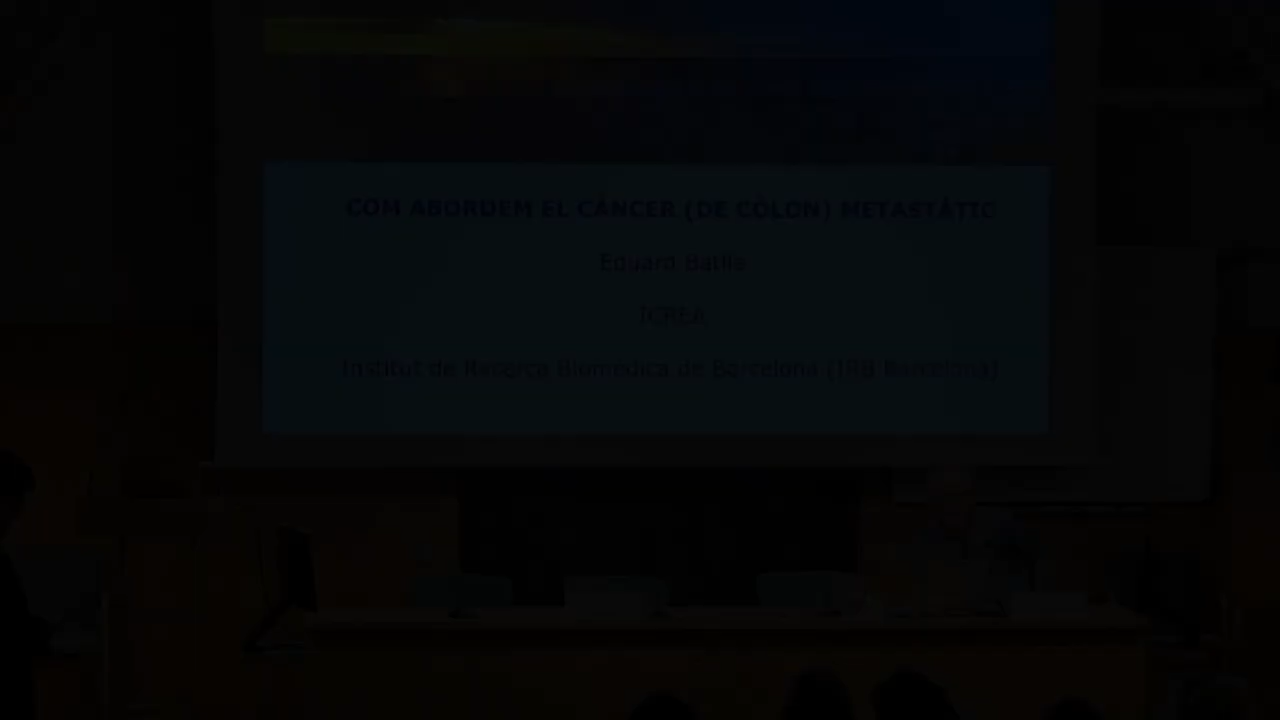 COM ABORDEM EL CÀNCER (DE CÒLON) METASTÀTIC
Eduard Batlle
ICREA
Institut de Recerca Biomèdica de Barcelona (IRB Barcelona)